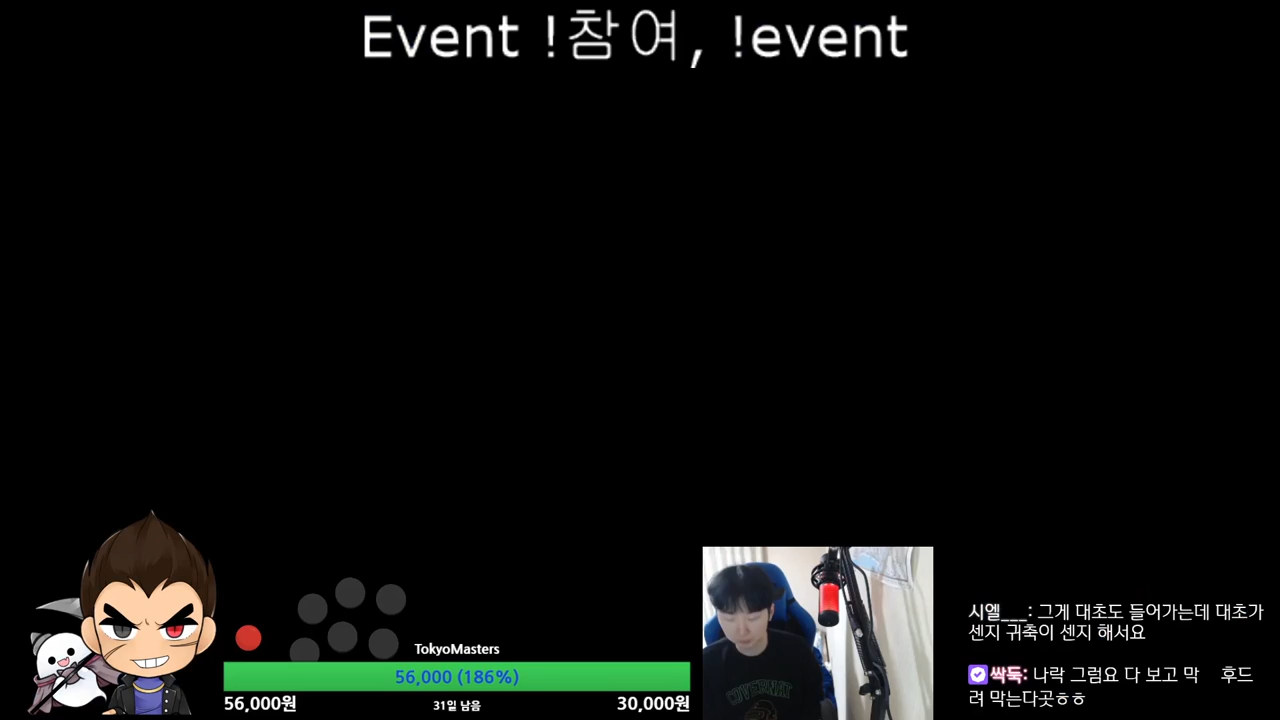 Event !참여, !event
TokyoMasters
56,000 (186%)
56,000원
31일 남음
30,000원
COVERNAT
시엘___: 그게 대초도 들어가는데 대초가
센지 귀축이 센지 해서요
싹둑: 나락 그럼요 다 보고 막 후드
려 막는다곳ㅎㅎ